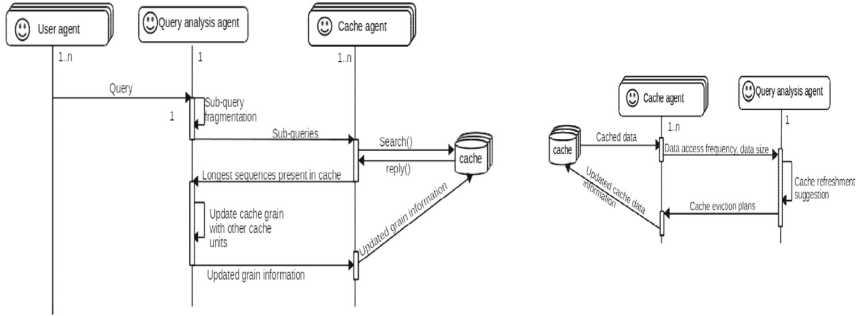 User agent
Query analysis agent
Cache agent
1..n
1
1..n
Query
1
Sub-query
fragmentation
Sub-queries
Search()
reply()
cache
Longest sequences present in cache
Update cache grain
with other cache
units
Updated grain information
Updated grain information
Cache agent
Query analysis agent
1..n
1
cache
Cached data
Data access frequency, data size
Updated cache data
information
Cache refreshment
suggestion
Cache eviction plans